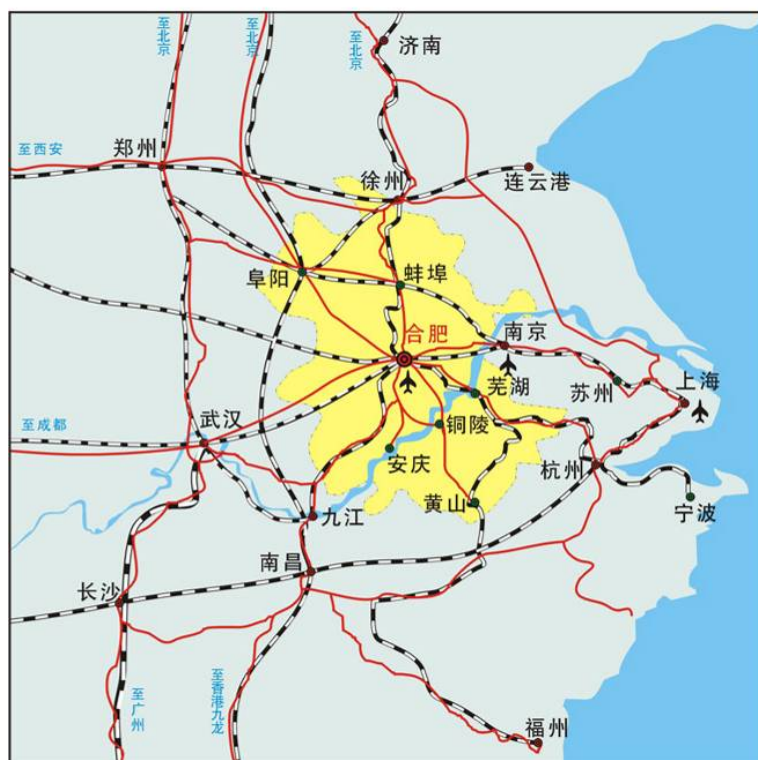 至北京
至北京
至北京
济南
至西安
郑州
徐州
连云港
阜阳
蚌埠
合肥
南京
芜湖
苏州
上海
至成都
武汉
铜陵
安庆
杭州
黄山
宁波
九江
南昌
长沙
至广州
至香港九龙
福州